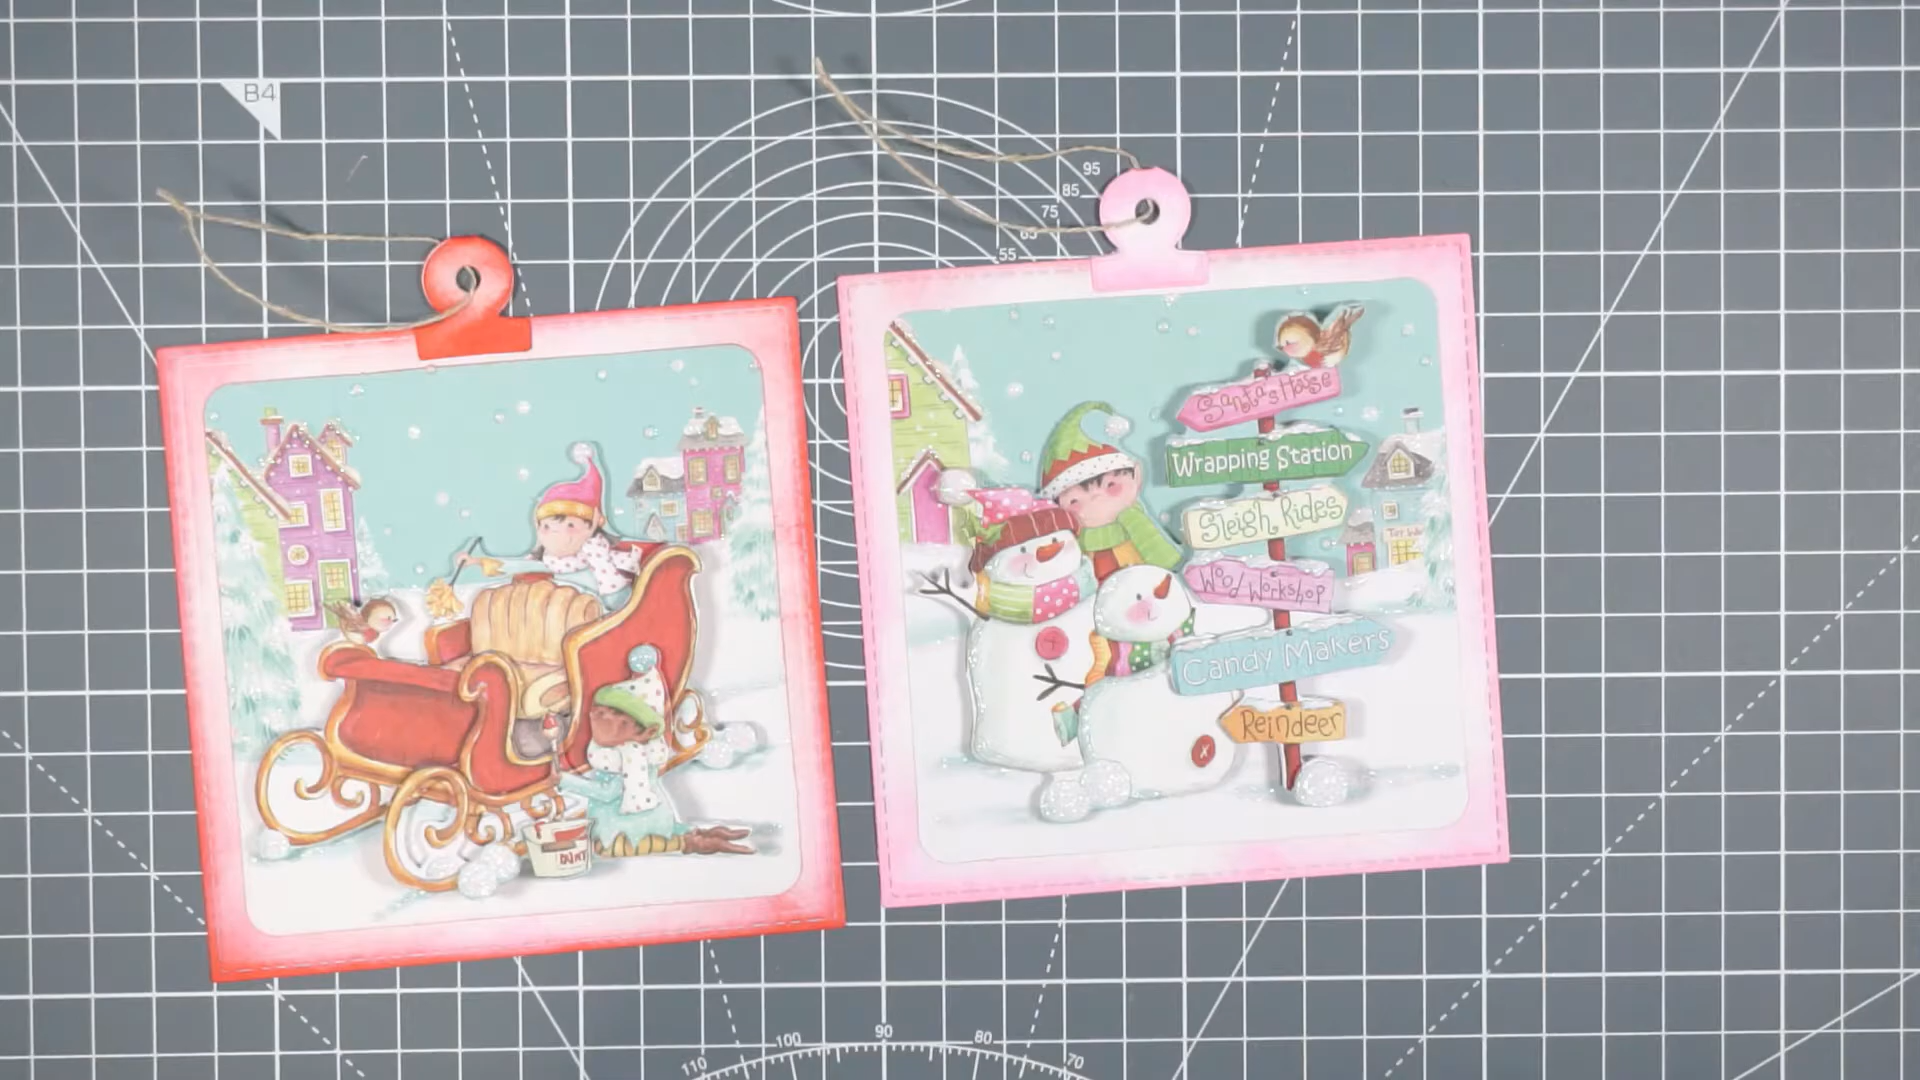 B4
95
85
75
65
55
Santa's House
Wrapping Station
Sleigh Rides
Wood Workshop
Candy Makers
Reindeer
110
100
90
80
70